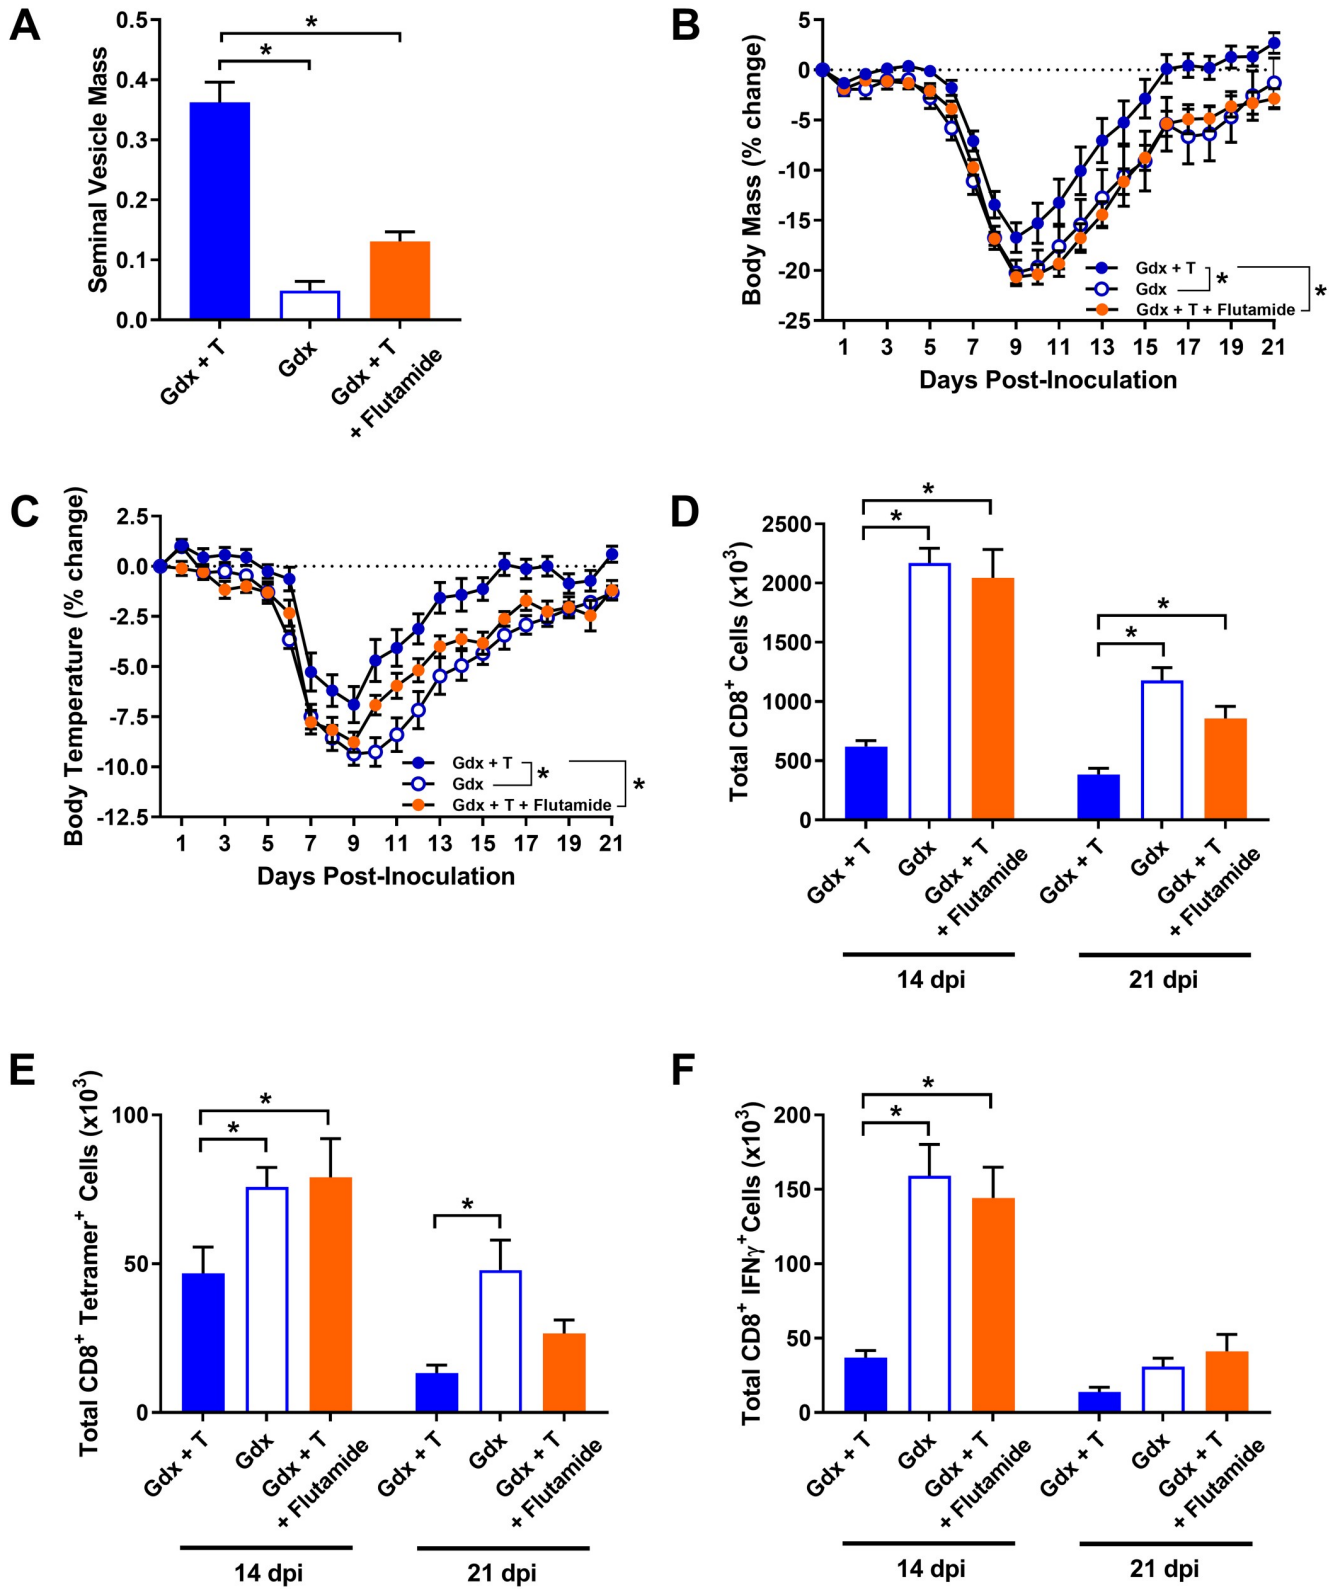 A
Seminal Vesicle Mass
0.5
0.4
0.3
0.2
0.1
0.0
*
*
Gdx + T
Gdx
Gdx + T
+ Flutamide
B
Body Mass (% change)
5
0
-5
-10
-15
-20
-25
Gdx + T
Gdx
Gdx + T + Flutamide
*
*
1 3 5 7 9 11 13 15 17 19 21
Days Post-Inoculation
C
Body Temperature (% change)
2.5
0.0
-2.5
-5.0
-7.5
-10.0
-12.5
Gdx + T
Gdx
Gdx + T + Flutamide
*
*
1 3 5 7 9 11 13 15 17 19 21
Days Post-Inoculation
D
Total CD8⁺ Cells (x10³)
2500
2000
1500
1000
500
0
*
*
*
*
Gdx + T
Gdx
Gdx + T
+ Flutamide
Gdx + T
Gdx
Gdx + T
+ Flutamide
14 dpi
21 dpi
E
Total CD8⁺ Tetramer⁺ Cells (x10³)
100
50
0
*
*
*
Gdx + T
Gdx
Gdx + T
+ Flutamide
Gdx + T
Gdx
Gdx + T
+ Flutamide
14 dpi
21 dpi
F
Total CD8⁺ IFNγ⁺Cells (x10³)
200
150
100
50
0
*
*
Gdx + T
Gdx
Gdx + T
+ Flutamide
Gdx + T
Gdx
Gdx + T
+ Flutamide
14 dpi
21 dpi